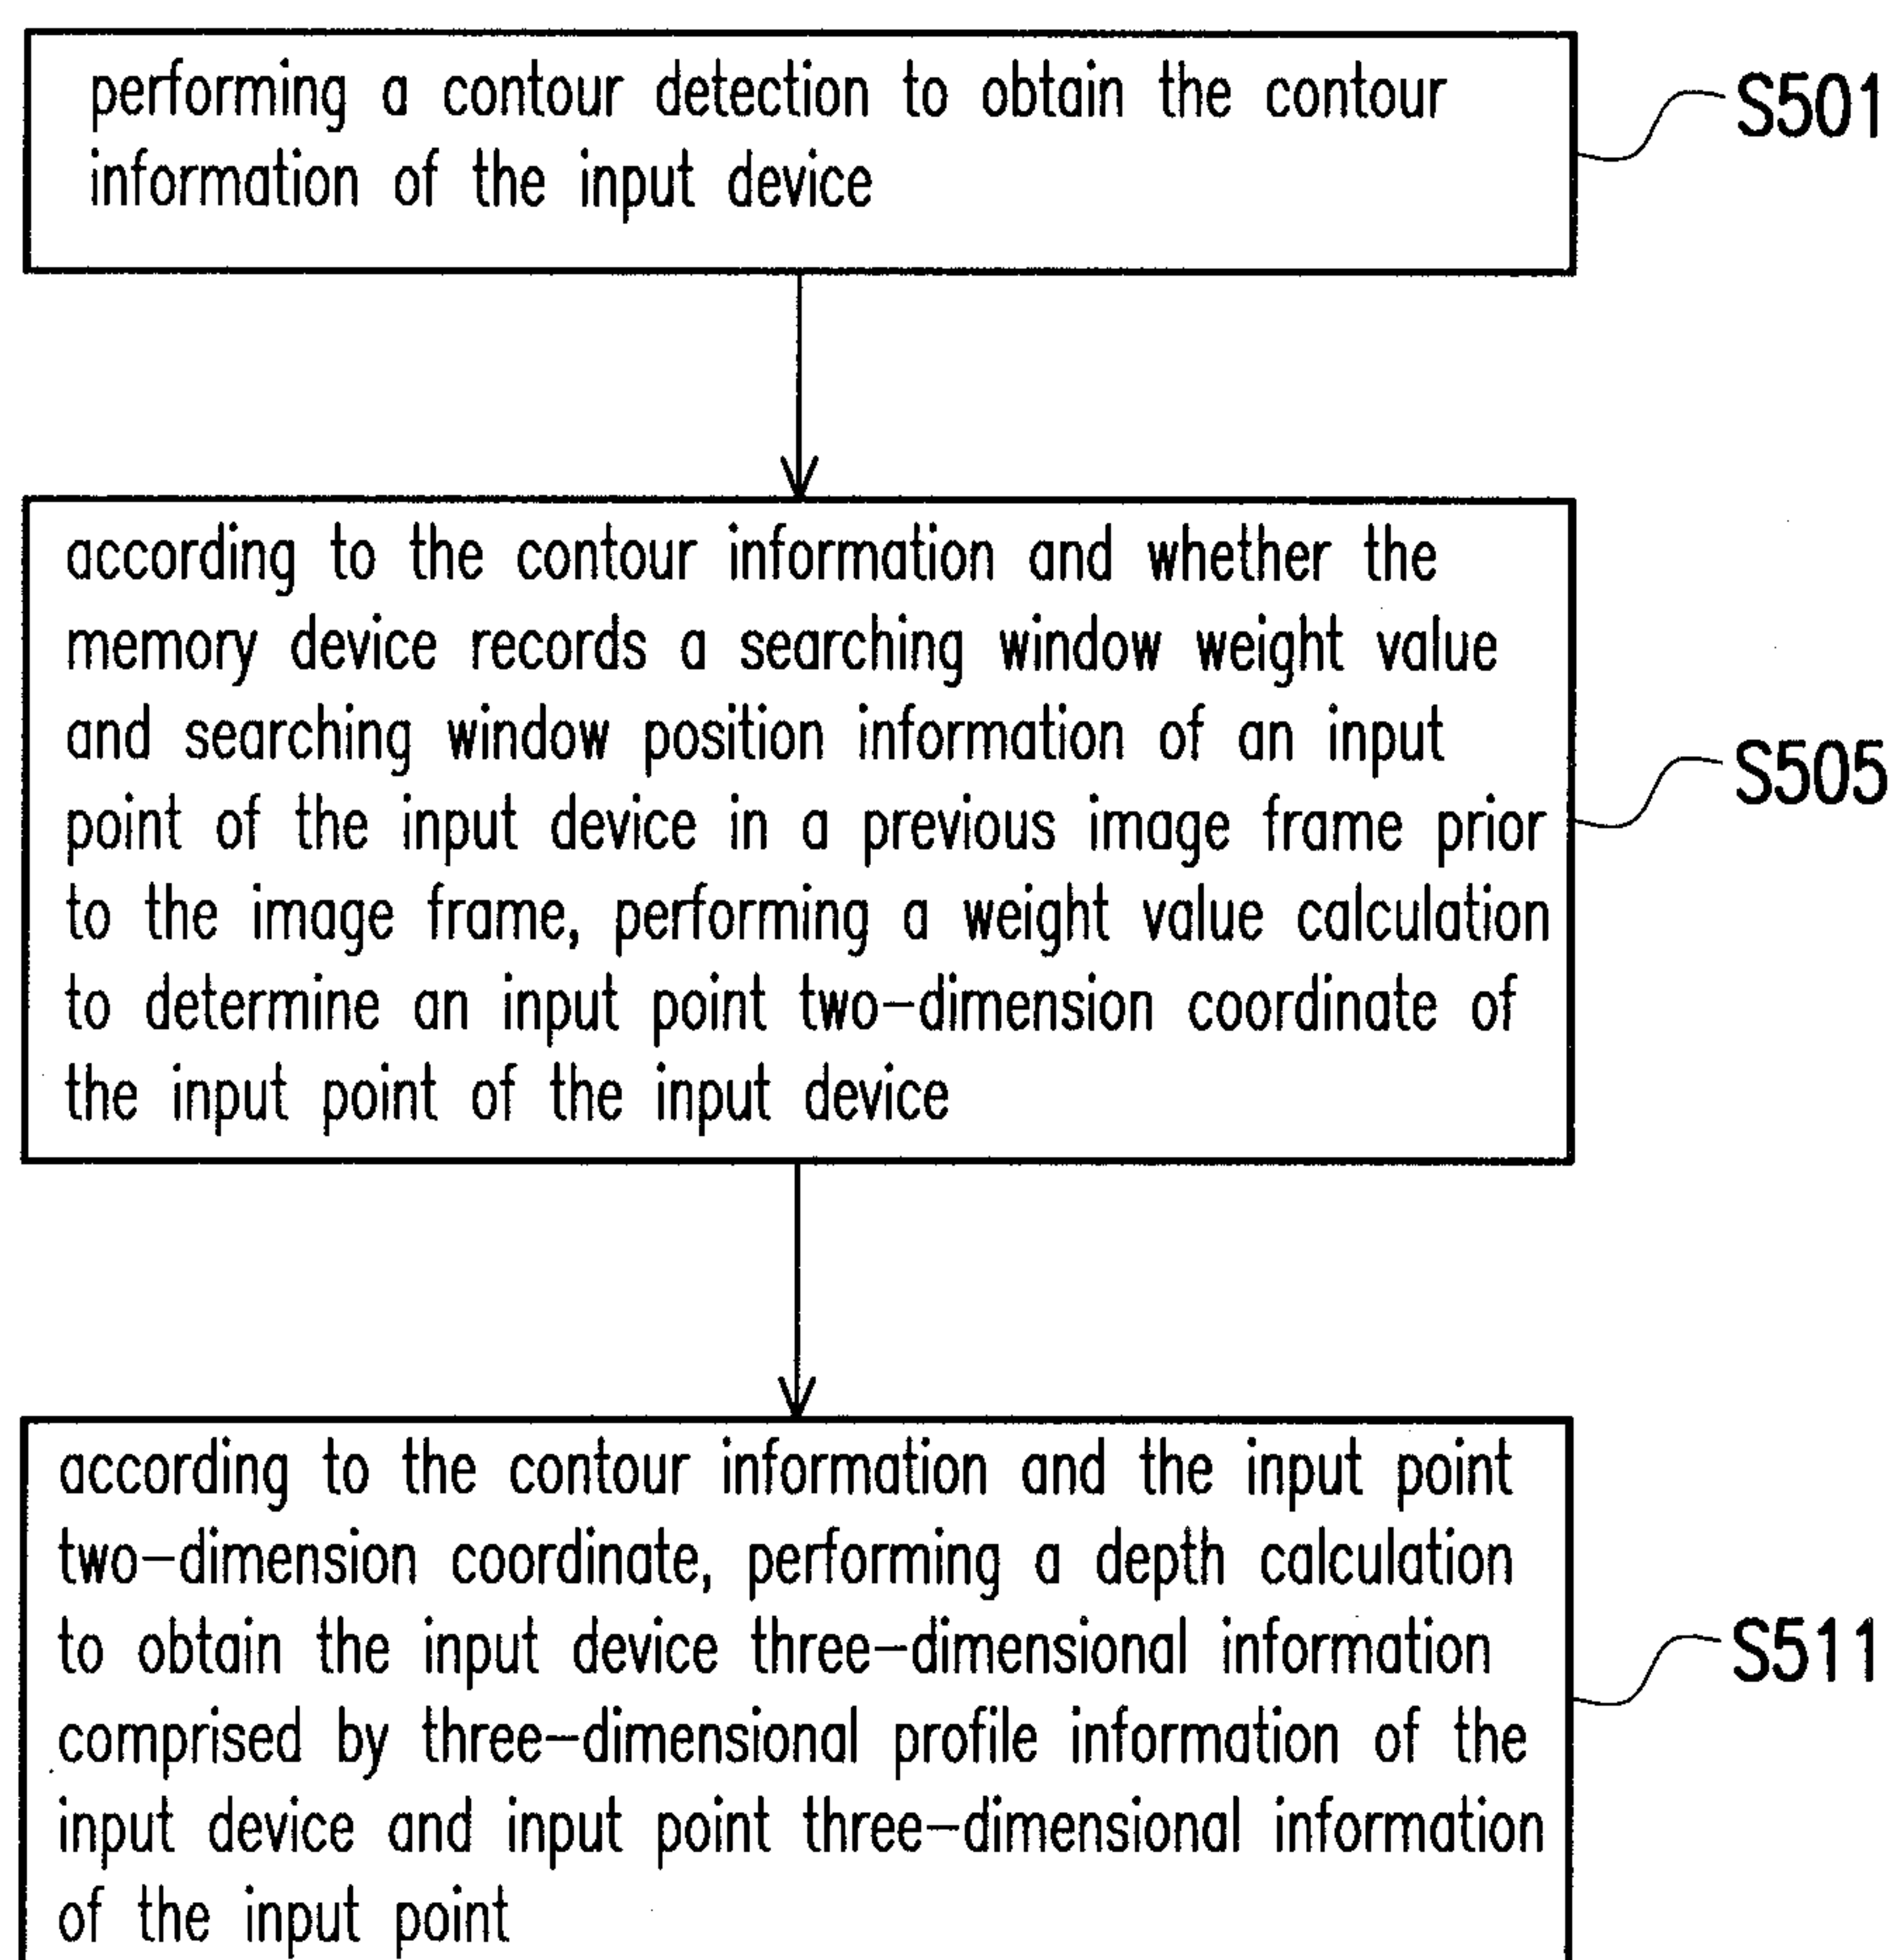 performing a contour detection to obtain the contour
information of the input device
S501
according to the contour information and whether the
memory device records a searching window weight value
and searching window position information of an input
point of the input device in a previous image frame prior
to the image frame, performing a weight value calculation
to determine an input point two-dimension coordinate of
the input point of the input device
S505
according to the contour information and the input point
two-dimension coordinate, performing a depth calculation
to obtain the input device three-dimensional information
comprised by three-dimensional profile information of the
input device and input point three-dimensional information
of the input point
S511